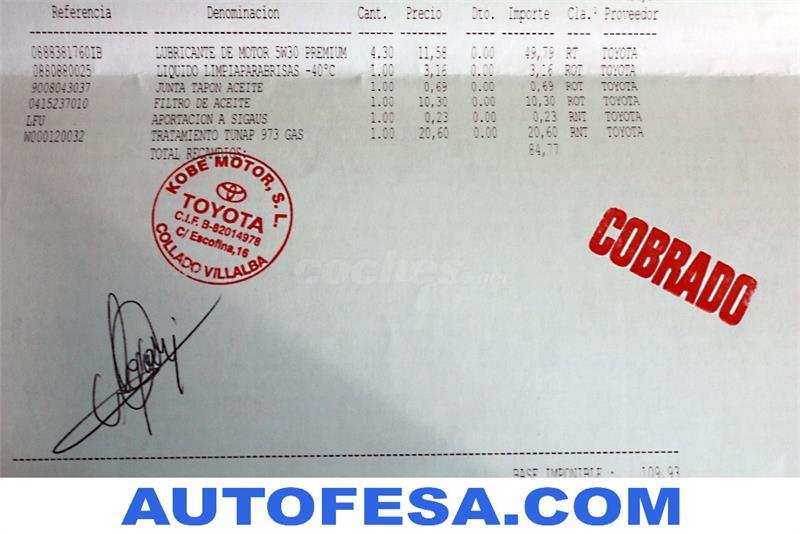 Referencia Denominacion Cant. Precio Dto. Importe Cla.ª Proveedor
08883817601B LUBRICANTE DE MOTOR 5W30 PREMIUM 4.30 11,58 0.00 49,79 RT TOYOTA
0880880025 LIQUIDO LIMPIAPARABRISAS -40°C 1.00 3,16 0.00 3,16 ROT TOYOTA
9008043037 JUNTA TAPON ACEITE 1.00 0,69 0.00 0,69 ROT TOYOTA
0415237010 FILTRO DE ACEITE 1.00 10,30 0.00 10,30 ROT TOYOTA
LFU APORTACION A SIGAUS 1.00 0,23 0.00 0,23 RNT TOYOTA
W000120032 TRATAMIENTO TUNAP 973 GAS 1.00 20,60 0.00 20,60 RNT TOYOTA
TOTAL RECAMBIOS: 84,77
KOBE MOTOR, S. L.
TOYOTA
C.I.F. B-82014978
C/ Escofina, 16
COLLADO VILLALBA
coches.net
COBRADO
BASE IMPONIBLE : 109,93
AUTOFESA.COM